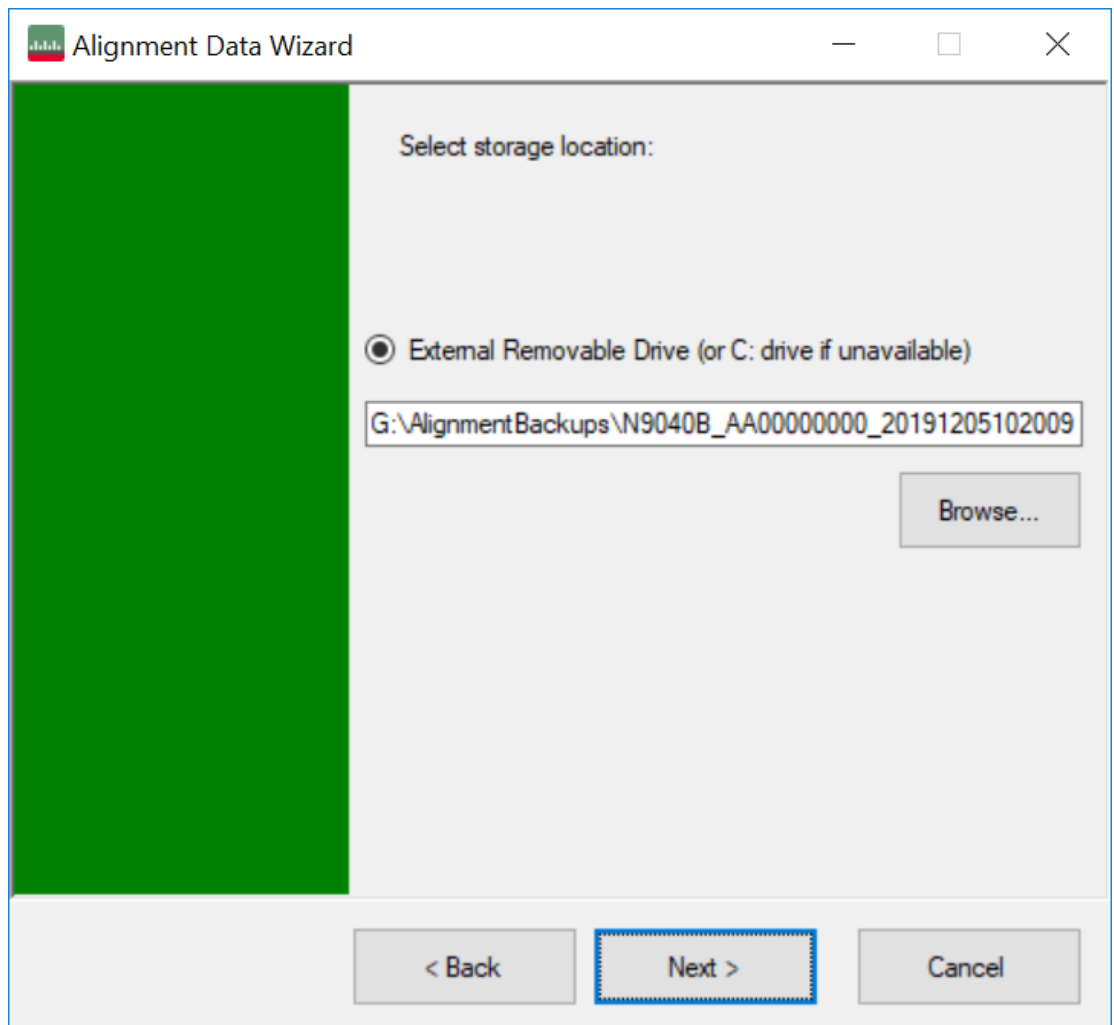 Alignment Data Wizard
Select storage location:
External Removable Drive (or C: drive if unavailable)
G:\AlignmentBackups\N9040B_AA00000000_20191205102009
Browse...
< Back
Next >
Cancel